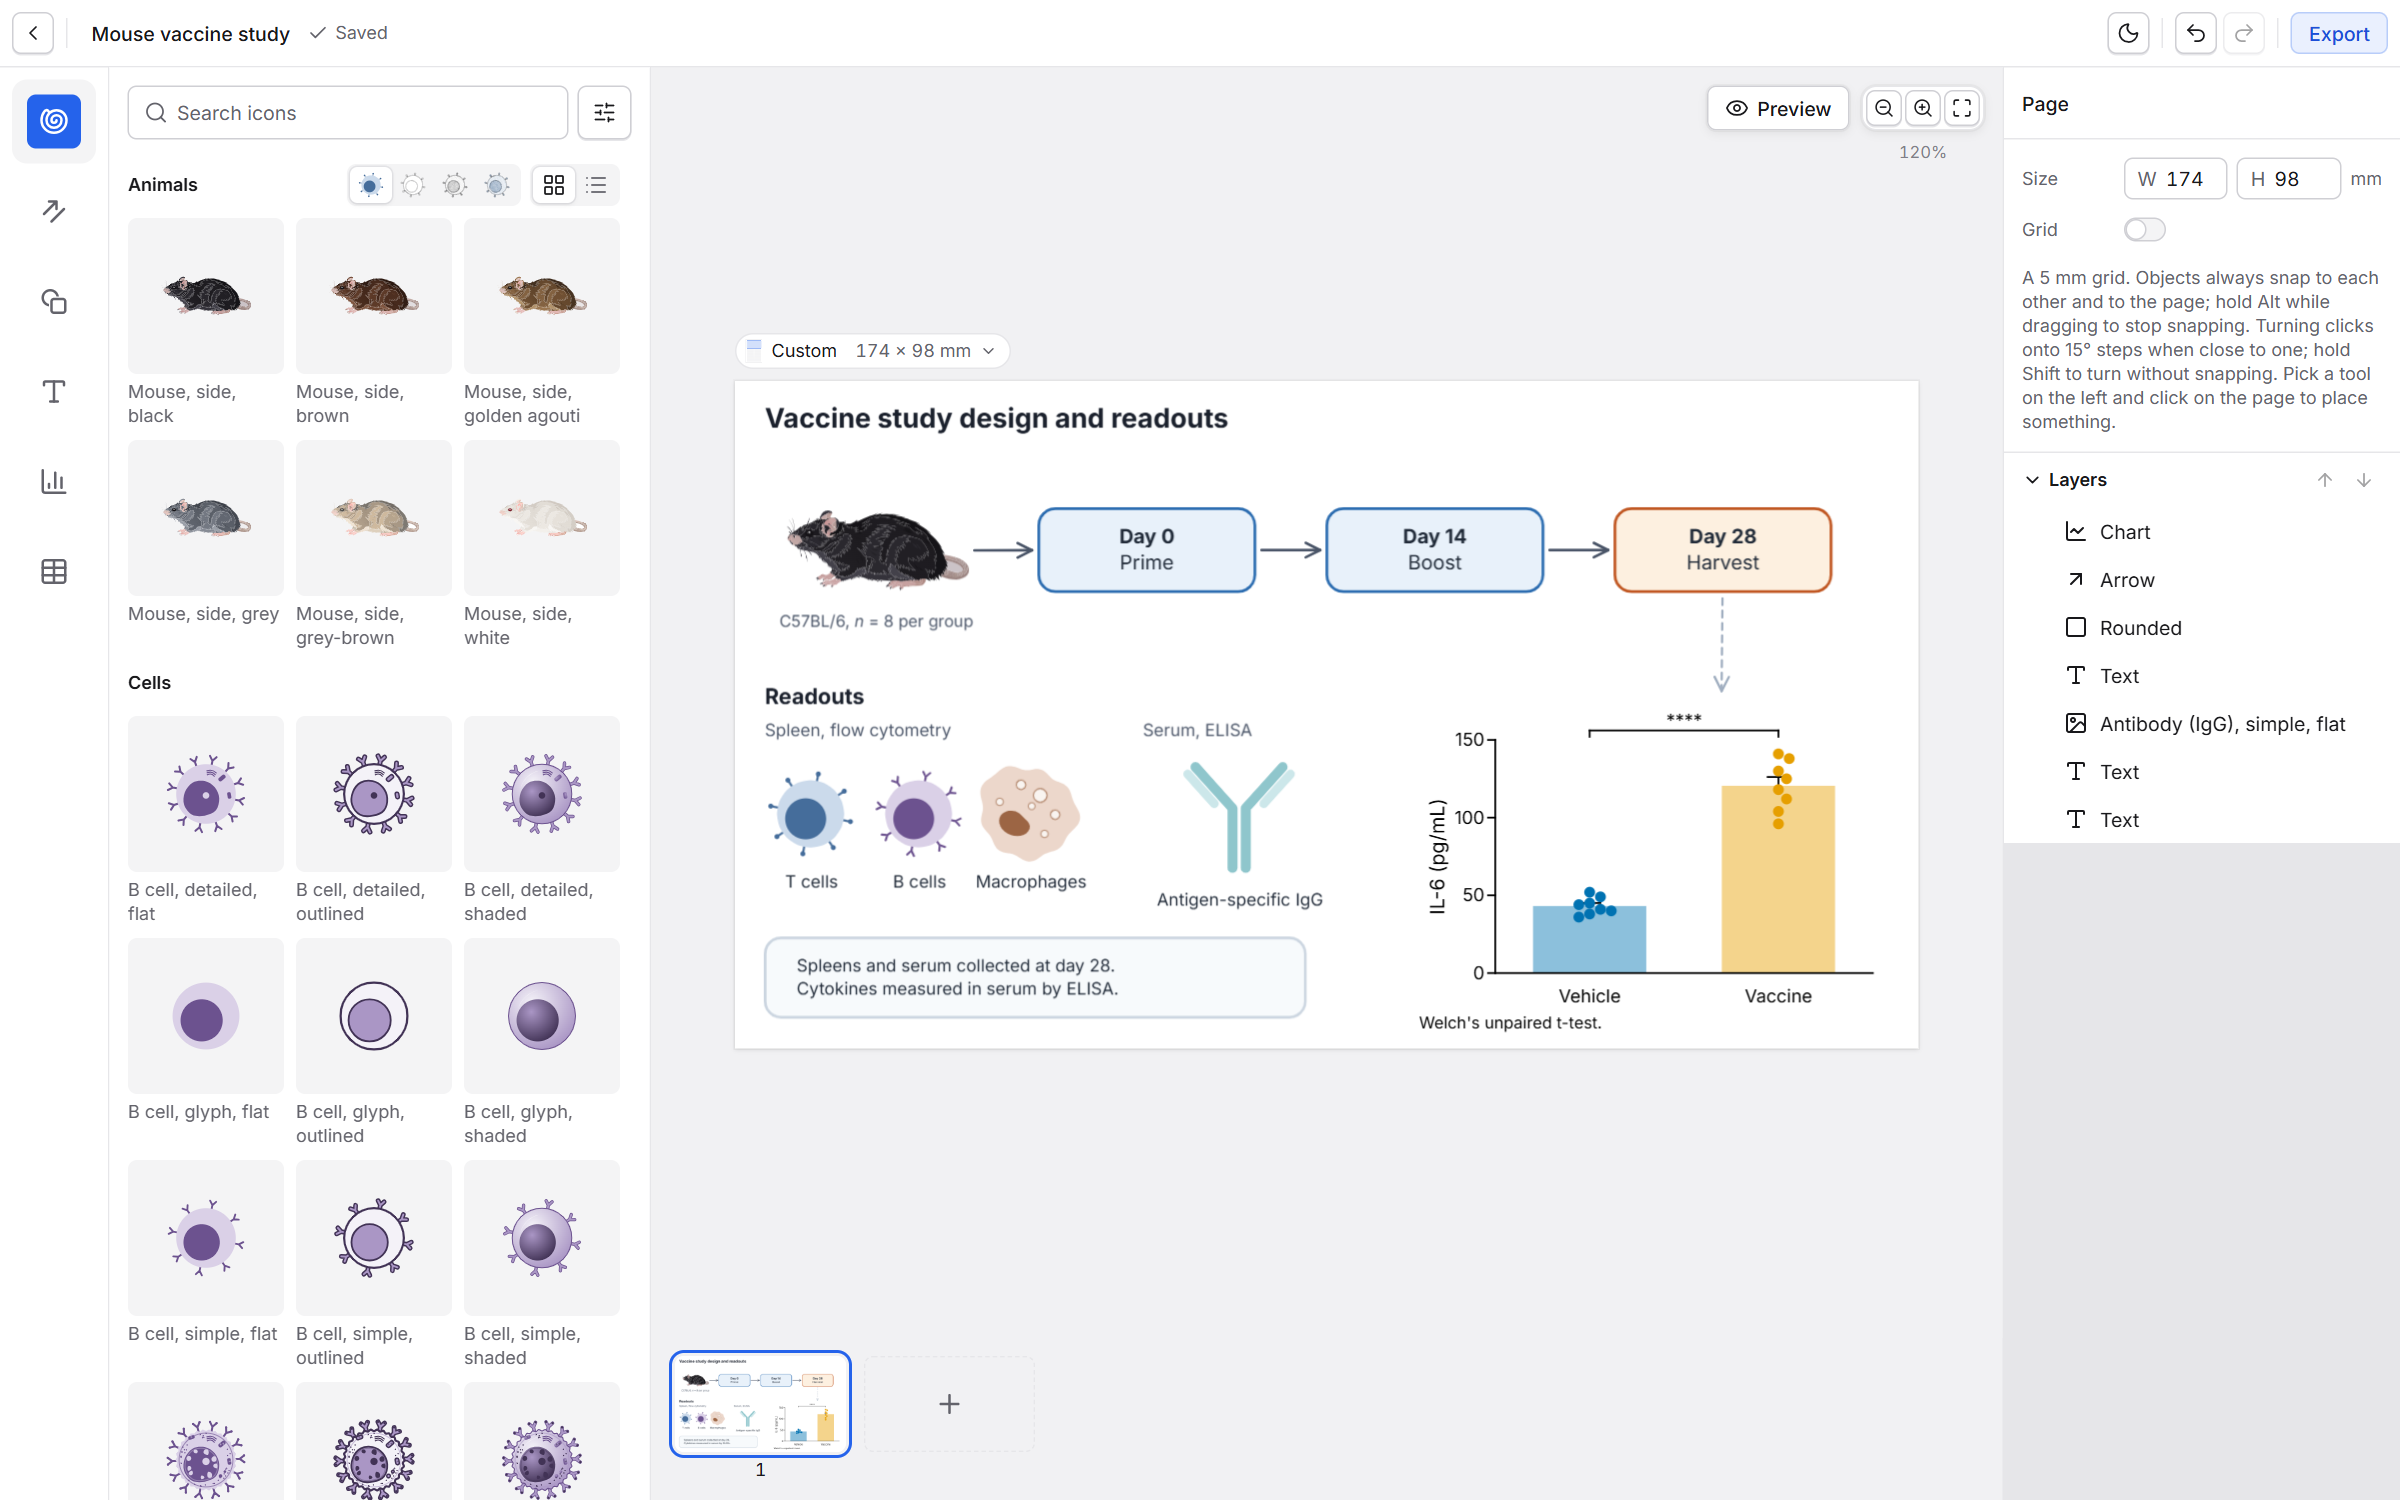 Mouse vaccine study
Saved
Export
Search icons
Animals
Mouse, side,
black
Mouse, side,
brown
Mouse, side,
golden agouti
Mouse, side, grey
Mouse, side,
grey-brown
Mouse, side,
white
Cells
B cell, detailed,
flat
B cell, detailed,
outlined
B cell, detailed,
shaded
B cell, glyph, flat
B cell, glyph,
outlined
B cell, glyph,
shaded
B cell, simple, flat
B cell, simple,
outlined
B cell, simple,
shaded
Preview
120%
Custom 174 × 98 mm
Vaccine study design and readouts
Day 0
Prime
Day 14
Boost
Day 28
Harvest
C57BL/6, n = 8 per group
Readouts
Spleen, flow cytometry
Serum, ELISA
T cells
B cells
Macrophages
Antigen-specific IgG
Spleens and serum collected at day 28.
Cytokines measured in serum by ELISA.
****
IL-6 (pg/mL)
150
100
50
0
Vehicle
Vaccine
Welch's unpaired t-test.
1
Page
Size W 174 H 98 mm
Grid
A 5 mm grid. Objects always snap to each
other and to the page; hold Alt while
dragging to stop snapping. Turning clicks
onto 15° steps when close to one; hold
Shift to turn without snapping. Pick a tool
on the left and click on the page to place
something.
Layers
Chart
Arrow
Rounded
Text
Antibody (IgG), simple, flat
Text
Text